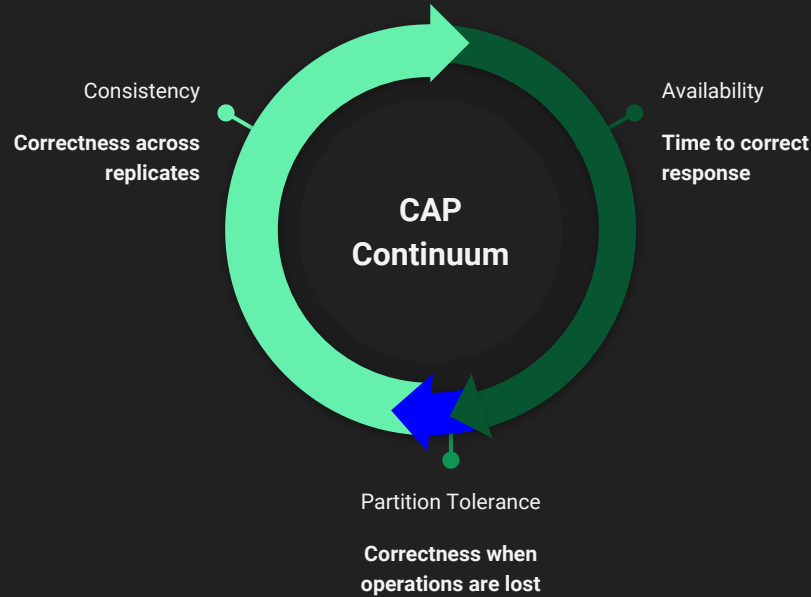 Consistency
Correctness across
replicates
Availability
Time to correct
response
CAP
Continuum
Partition Tolerance
Correctness when
operations are lost